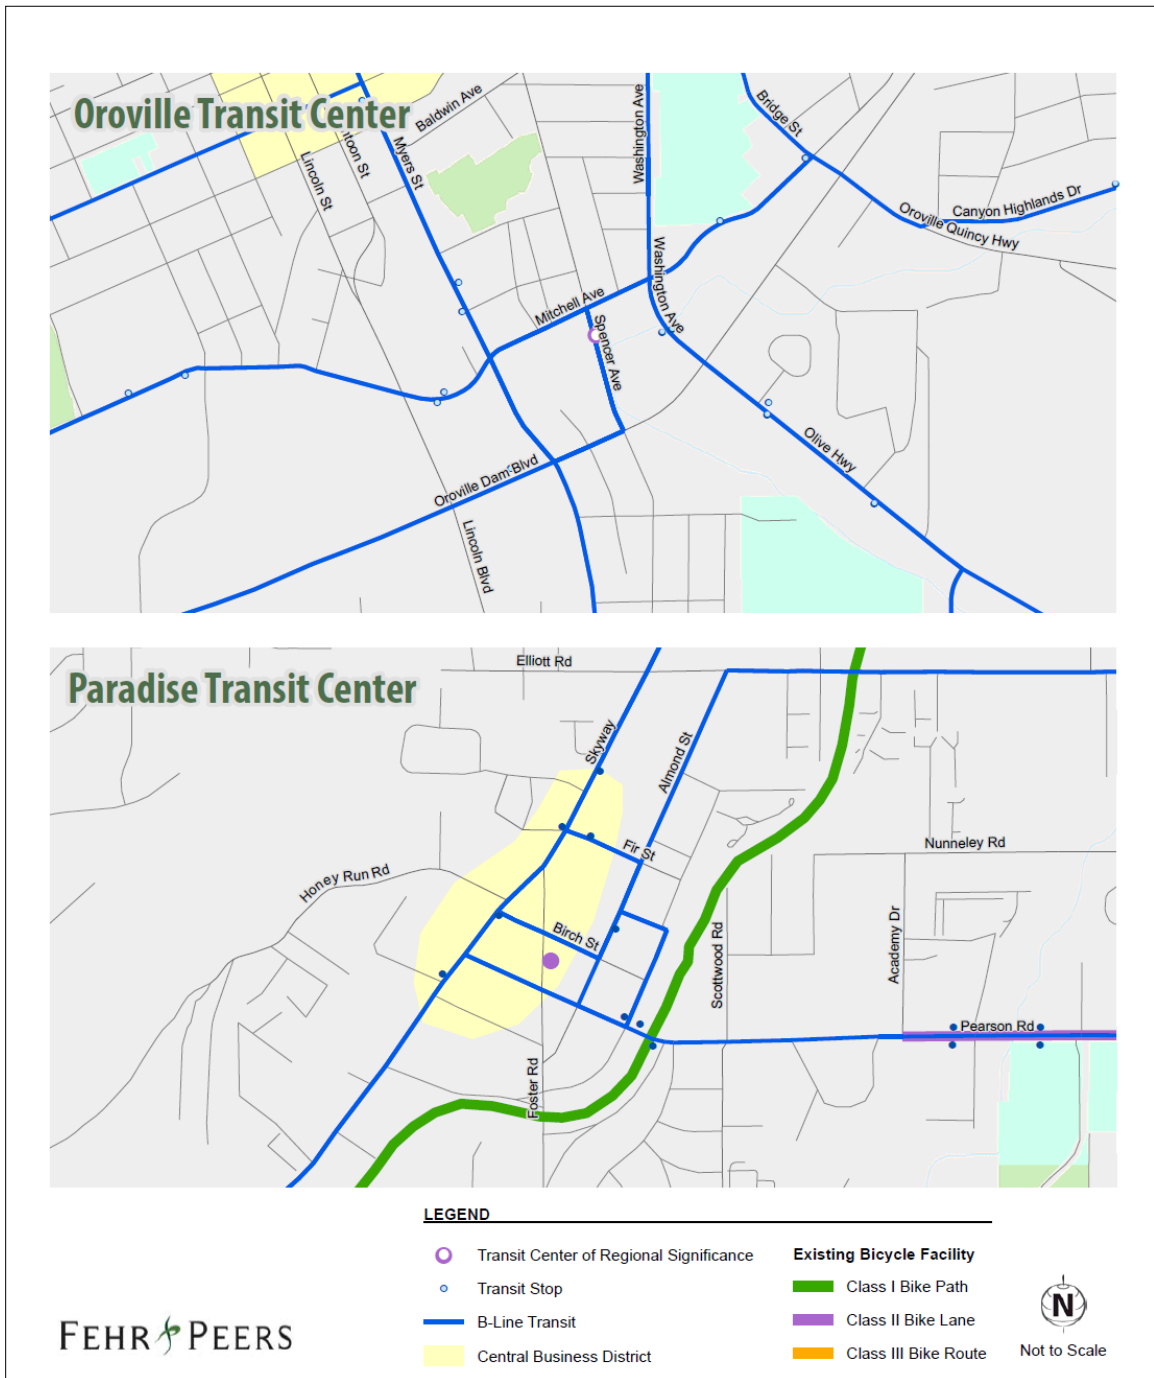 Oroville Transit Center
Baldwin Ave
Washington Ave
Bridge St
Myers St
ntoon St
Lincoln St
Canyon Highlands Dr
Oroville Quincy Hwy
Washington Ave
Mitchell Ave
Spencer Ave
Olive Hwy
Oroville Dam Blvd
Lincoln Blvd
Paradise Transit Center
Elliott Rd
Skyway
Almond St
Fir St
Nunneley Rd
Honey Run Rd
Birch St
Scottwood Rd
Academy Dr
Pearson Rd
Foster Rd
LEGEND
Transit Center of Regional Significance
Transit Stop
B-Line Transit
Central Business District
Existing Bicycle Facility
Class I Bike Path
Class II Bike Lane
Class III Bike Route
N
Not to Scale
FEHR PEERS